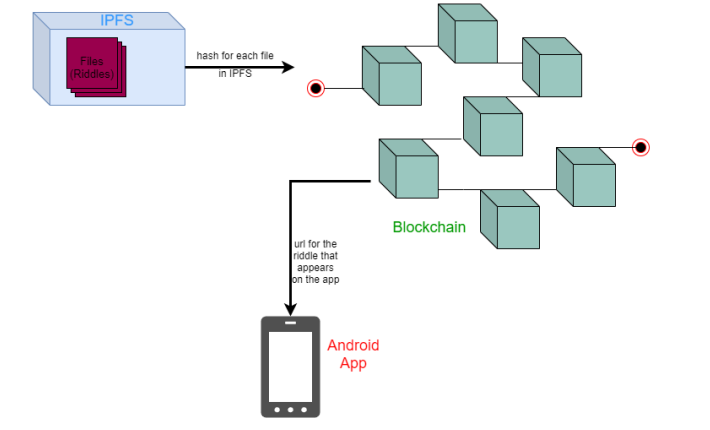 IPFS
Files
(Riddles)
hash for each file
in IPFS
Blockchain
url for the
riddle that
appears
on the app
Android
App